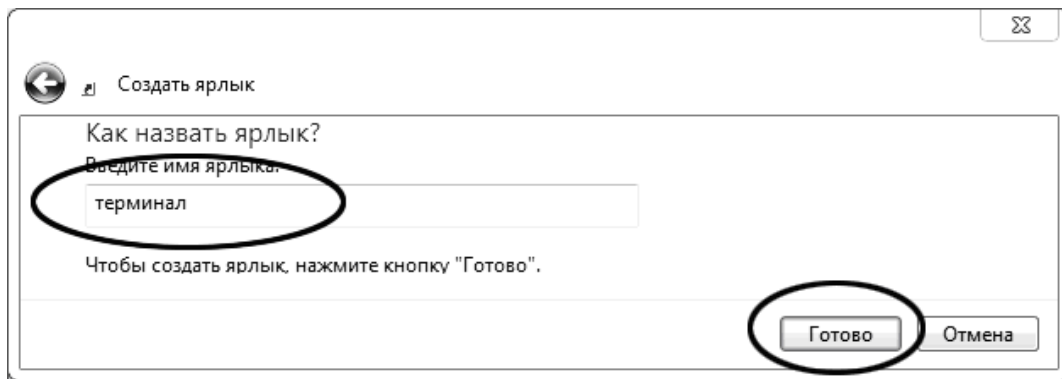 Создать ярлык
Как назвать ярлык?
Введите имя ярлыка:
терминал
Чтобы создать ярлык, нажмите кнопку "Готово".
Готово
Отмена